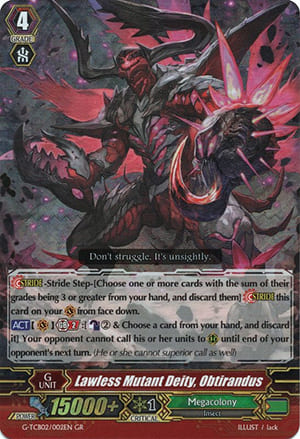 4
GRADE
Don't struggle. It's unsightly.
STRIDE -Stride Step-[Choose one or more cards with the sum of their
grades being 3 or greater from your hand, and discard them] STRIDE this
card on your from face down.
ACT 1 2 & Choose a card from your hand, and discard
it] Your opponent cannot call his or her units to until end of your
opponent's next turn. (He or she cannot superior call as well)
G
UNIT
Lawless Mutant Deity, Obtirandus
POWER
15000+
1
CRITICAL
Megacolony
Insect
G-TCB02/002EN GR
ILLUST / lack